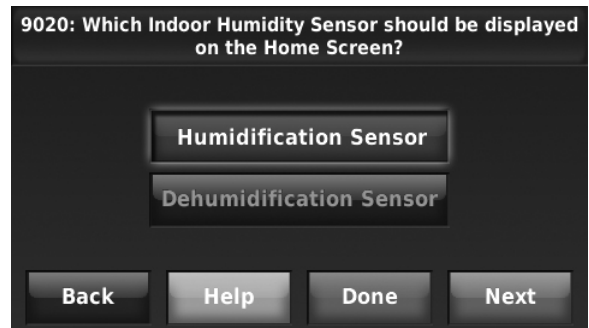 9020: Which Indoor Humidity Sensor should be displayed
on the Home Screen?
Humidification Sensor
Dehumidification Sensor
Back Help Done Next